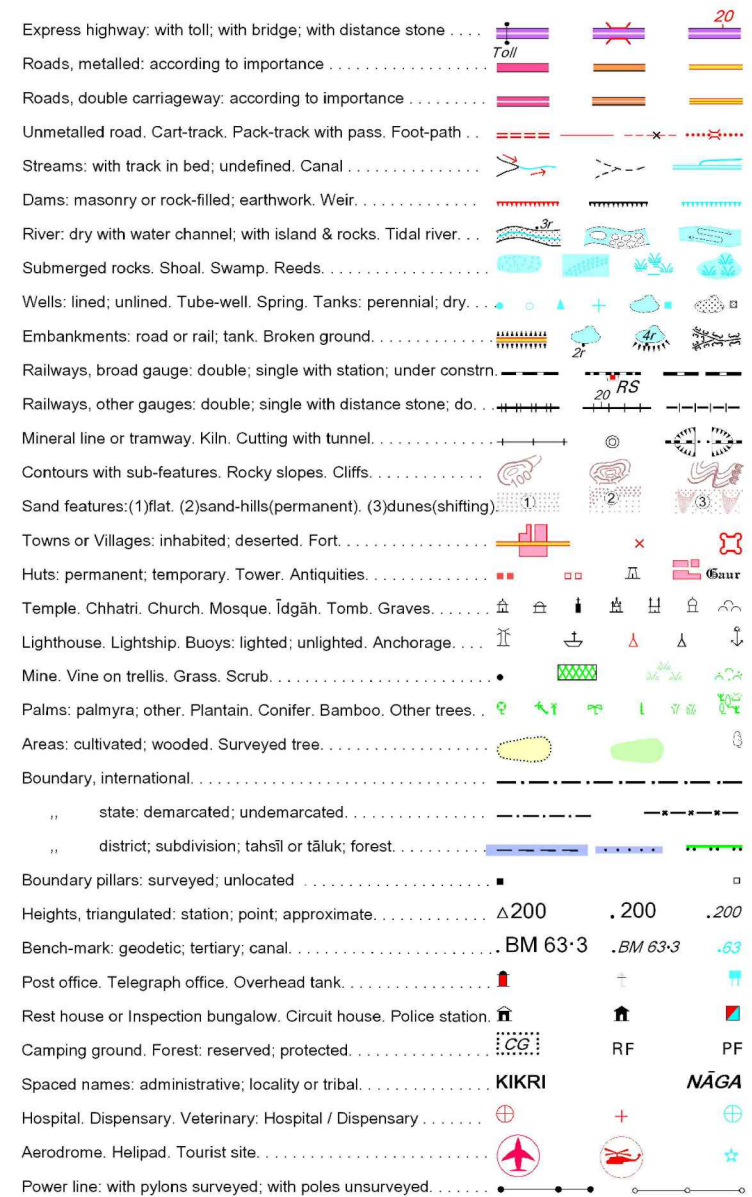 20
Express highway: with toll; with bridge; with distance stone . . . .
Toll
Roads, metalled: according to importance . . . . . . . . . . . . . . . . .
Roads, double carriageway: according to importance . . . . . . . . .
Unmetalled road. Cart-track. Pack-track with pass. Foot-path . .
Streams: with track in bed; undefined. Canal . . . . . . . . . . . . . . .
Dams: masonry or rock-filled; earthwork. Weir. . . . . . . . . . . . . .
River: dry with water channel; with island & rocks. Tidal river. . . .3r
Submerged rocks. Shoal. Swamp. Reeds. . . . . . . . . . . . . . . . . .
Wells: lined; unlined. Tube-well. Spring. Tanks: perennial; dry. . . .
Embankments: road or rail; tank. Broken ground. . . . . . . . . . . . . 4r
2r
Railways, broad gauge: double; single with station; under constrn.
RS
20
Railways, other gauges: double; single with distance stone; do. . .
Mineral line or tramway. Kiln. Cutting with tunnel. . . . . . . . . . . . .
Contours with sub-features. Rocky slopes. Cliffs. . . . . . . . . . . . .
Sand features:(1)flat. (2)sand-hills(permanent). (3)dunes(shifting). 1 2 3
Towns or Villages: inhabited; deserted. Fort. . . . . . . . . . . . . . . .
Huts: permanent; temporary. Tower. Antiquities. . . . . . . . . . . . . Gaur
Temple. Chhatri. Church. Mosque. Īdgāh. Tomb. Graves. . . . . . .
Lighthouse. Lightship. Buoys: lighted; unlighted. Anchorage. . . .
Mine. Vine on trellis. Grass. Scrub. . . . . . . . . . . . . . . . . . . . . . .
Palms: palmyra; other. Plantain. Conifer. Bamboo. Other trees. . .
Areas: cultivated; wooded. Surveyed tree. . . . . . . . . . . . . . . . . .
Boundary, international. . . . . . . . . . . . . . . . . . . . . . . . . . . . . . .
,, state: demarcated; undemarcated. . . . . . . . . . . . . . . .
,, district; subdivision; tahsīl or tāluk; forest. . . . . . . . . . .
Boundary pillars: surveyed; unlocated . . . . . . . . . . . . . . . . . . . .
Heights, triangulated: station; point; approximate. . . . . . . . . . . . △200 .200 .200
Bench-mark: geodetic; tertiary; canal. . . . . . . . . . . . . . . . . . . . . .BM 63·3 .BM 63·3 .63
Post office. Telegraph office. Overhead tank. . . . . . . . . . . . . . . .
Rest house or Inspection bungalow. Circuit house. Police station.
Camping ground. Forest: reserved; protected. . . . . . . . . . . . . . . CG RF PF
Spaced names: administrative; locality or tribal. . . . . . . . . . . . . . KIKRI NĀGA
Hospital. Dispensary. Veterinary: Hospital / Dispensary . . . . . . .
Aerodrome. Helipad. Tourist site. . . . . . . . . . . . . . . . . . . . . . . .
Power line: with pylons surveyed; with poles unsurveyed. . . . . . .